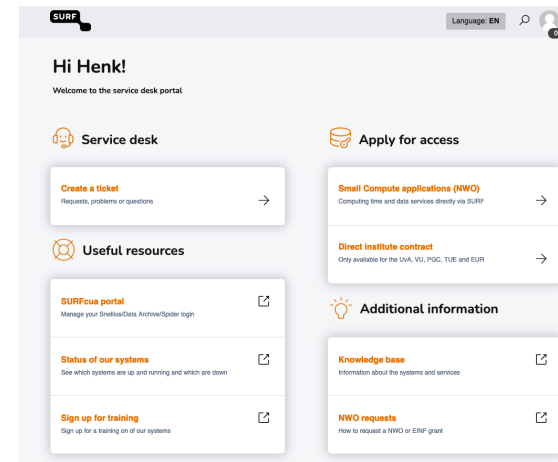 SURF
Language: EN
0
Hi Henk!
Welcome to the service desk portal
Service desk
Create a ticket
Requests, problems or questions
Useful resources
SURFcua portal
Manage your Snellius/Data Archive/Spider login
Status of our systems
See which systems are up and running and which are down
Sign up for training
Sign up for a training on of our systems
Apply for access
Small Compute applications (NWO)
Computing time and data services directly via SURF
Direct institute contract
Only available for the UvA, VU, PGC, TUE and EUR
Additional information
Knowledge base
Information about the systems and services
NWO requests
How to request a NWO or EINF grant